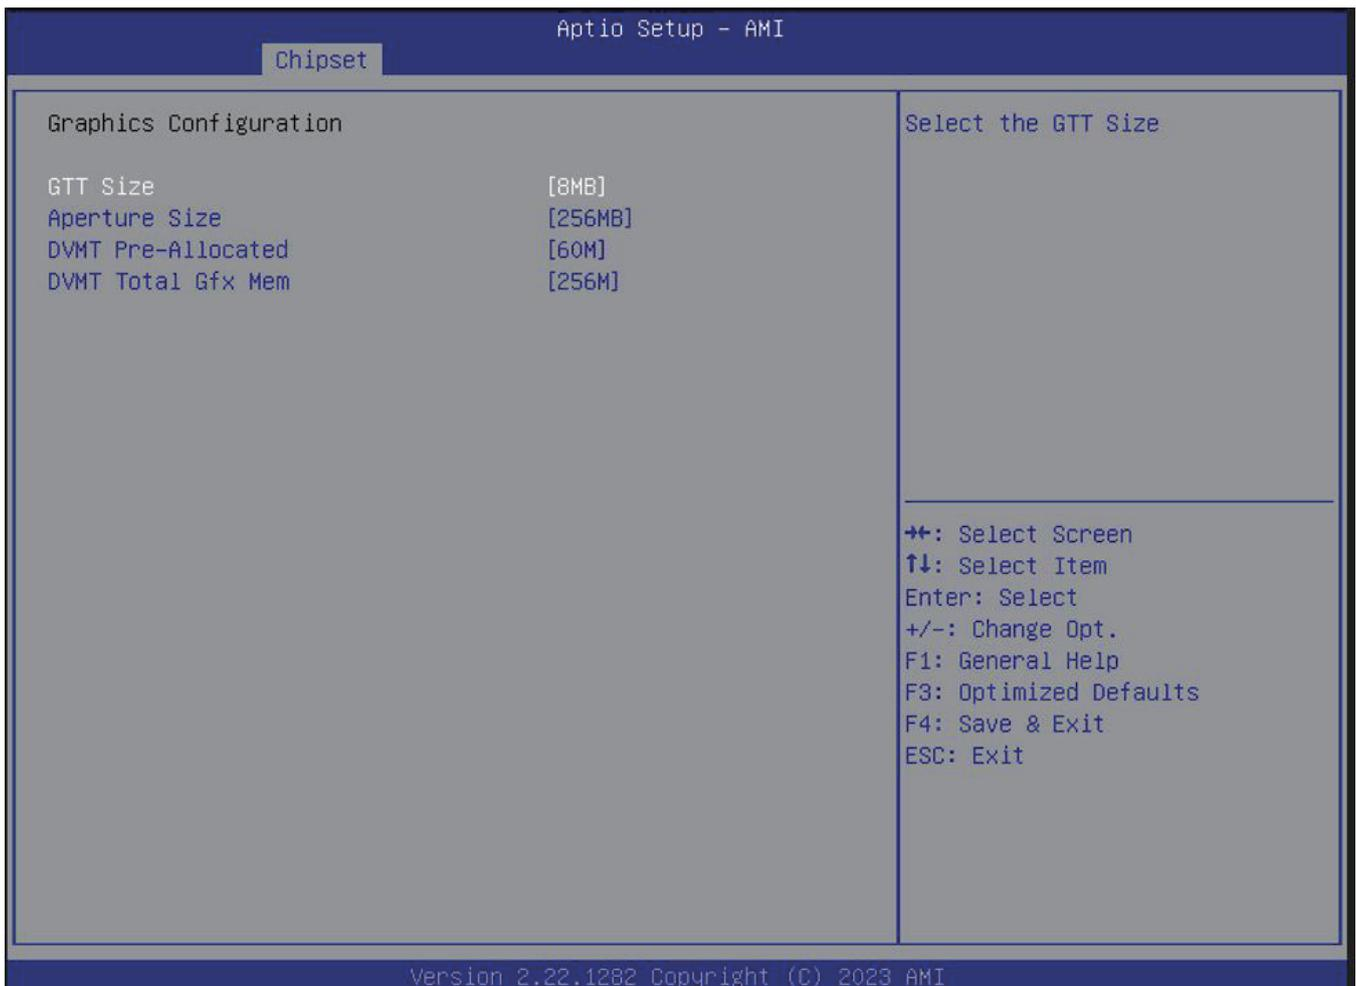 Aptio Setup – AMI
Chipset
Graphics Configuration
GTT Size [8MB]
Aperture Size [256MB]
DVMT Pre-Allocated [60M]
DVMT Total Gfx Mem [256M]
Select the GTT Size
→←: Select Screen
↑↓: Select Item
Enter: Select
+/-: Change Opt.
F1: General Help
F3: Optimized Defaults
F4: Save & Exit
ESC: Exit
Version 2.22.1282 Copyright (C) 2023 AMI